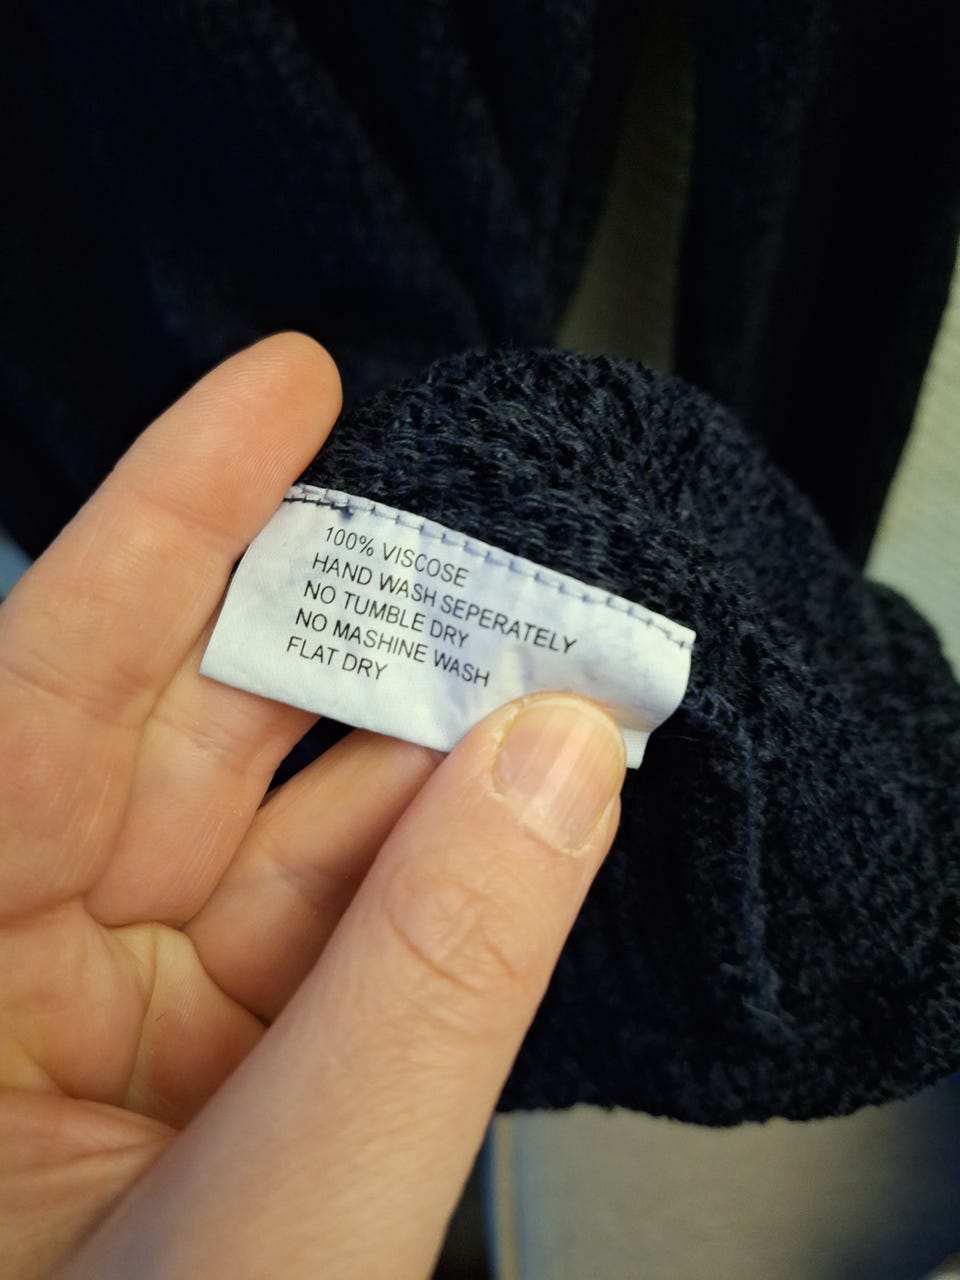 100% VISCOSE
HAND WASH SEPERATELY
NO TUMBLE DRY
NO MASHINE WASH
FLAT DRY